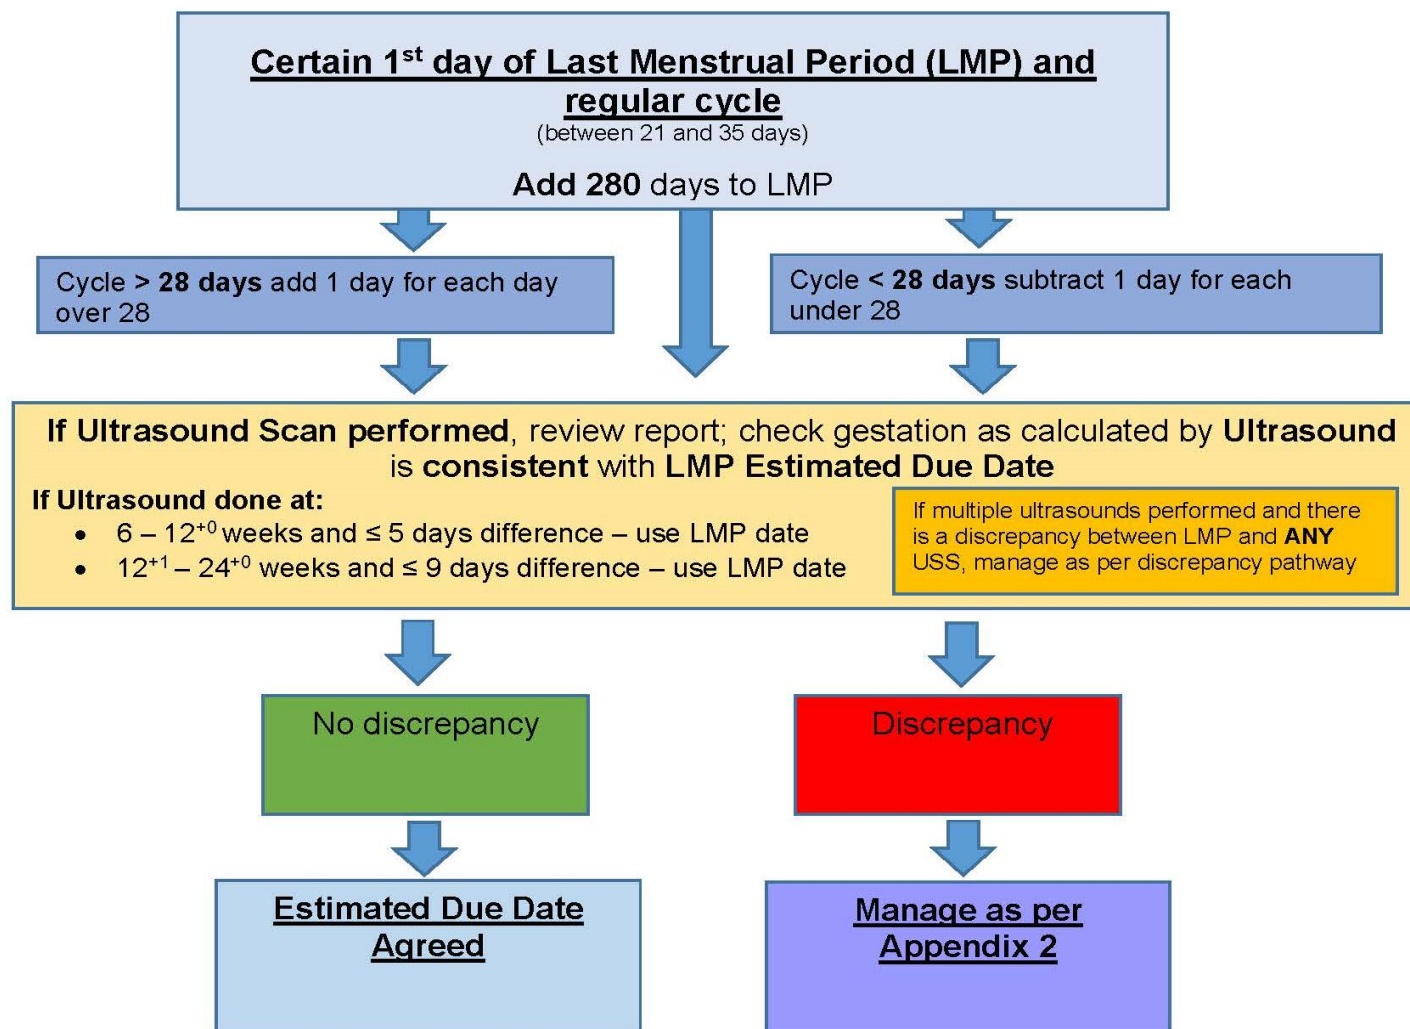 Certain 1st day of Last Menstrual Period (LMP) and
regular cycle
(between 21 and 35 days)
Add 280 days to LMP
Cycle > 28 days add 1 day for each day
over 28
Cycle < 28 days subtract 1 day for each
under 28
If Ultrasound Scan performed, review report; check gestation as calculated by Ultrasound
is consistent with LMP Estimated Due Date
If Ultrasound done at:
• 6 – 12+0 weeks and ≤ 5 days difference – use LMP date
• 12+1 – 24+0 weeks and ≤ 9 days difference – use LMP date
If multiple ultrasounds performed and there
is a discrepancy between LMP and ANY
USS, manage as per discrepancy pathway
No discrepancy
Discrepancy
Estimated Due Date
Agreed
Manage as per
Appendix 2